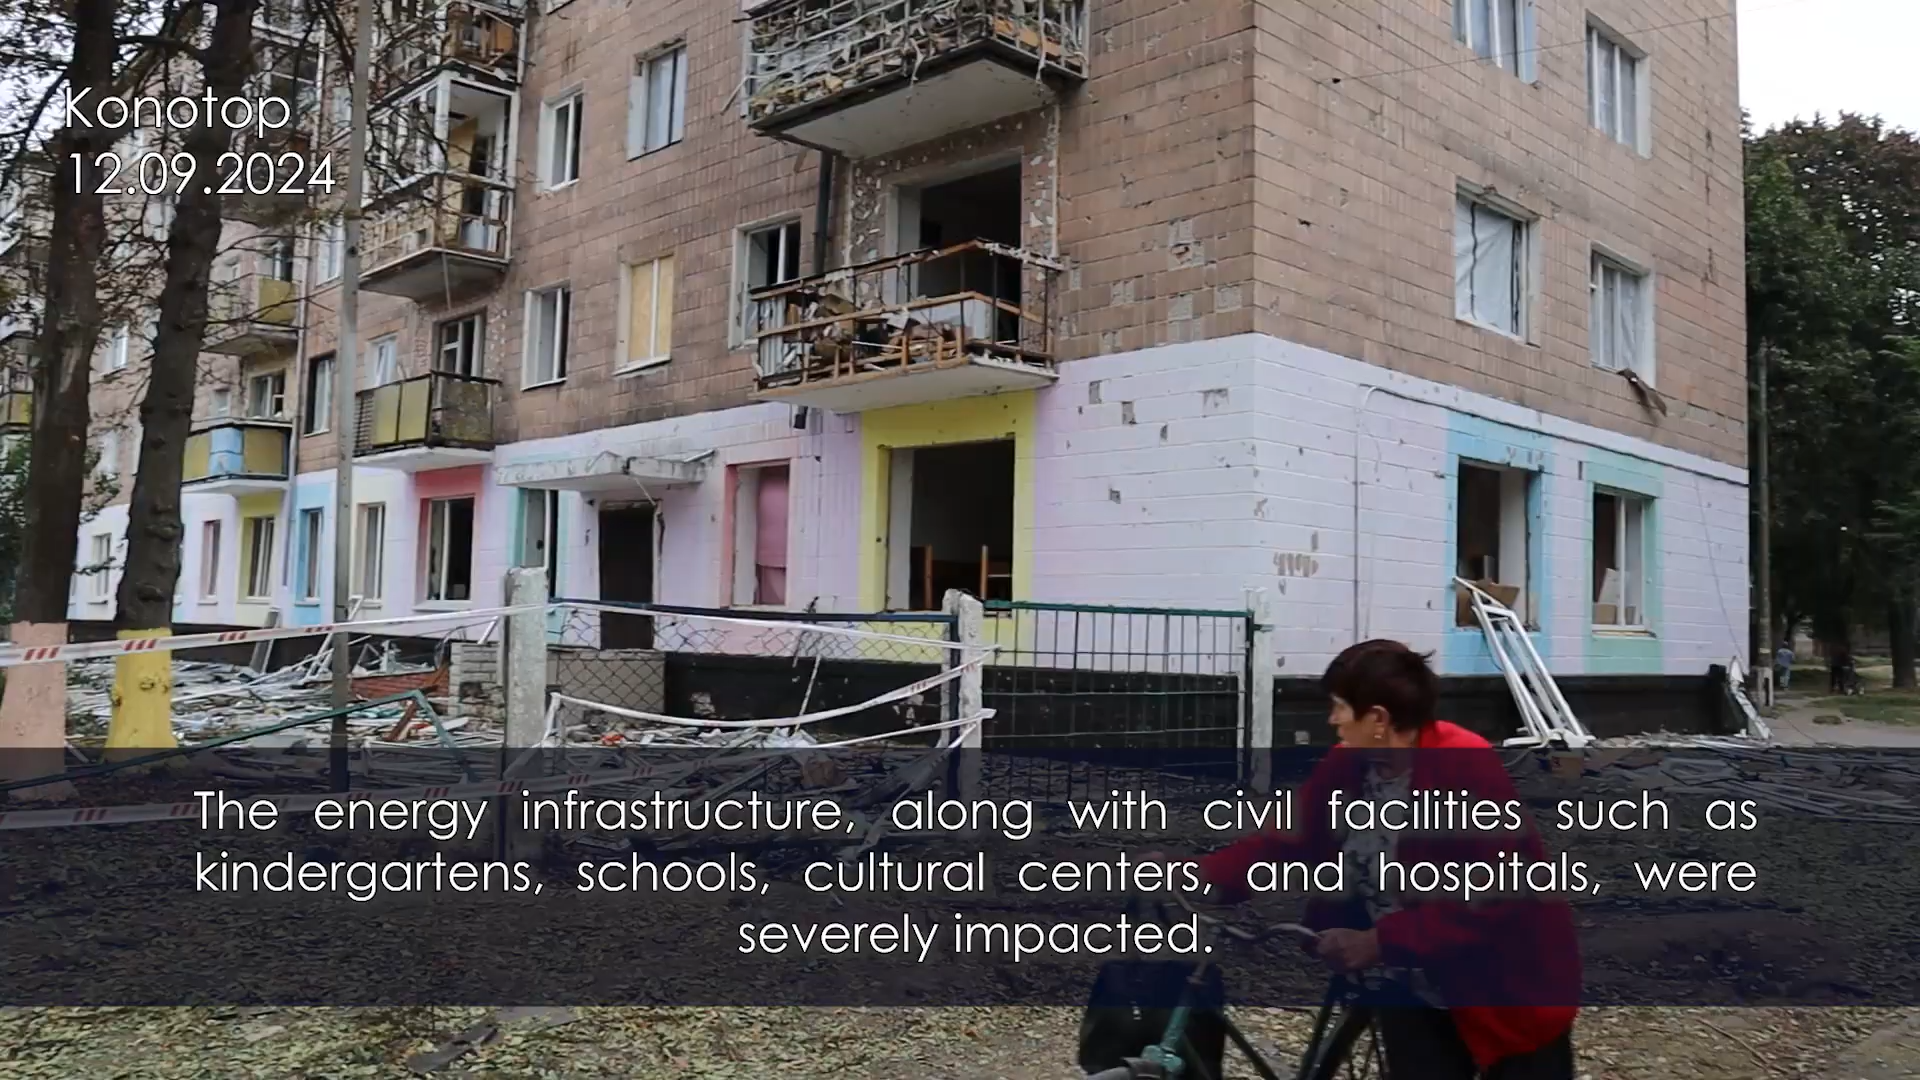 Konotop
12.09.2024
The energy infrastructure, along with civil facilities such as
kindergartens, schools, cultural centers, and hospitals, were
severely impacted.